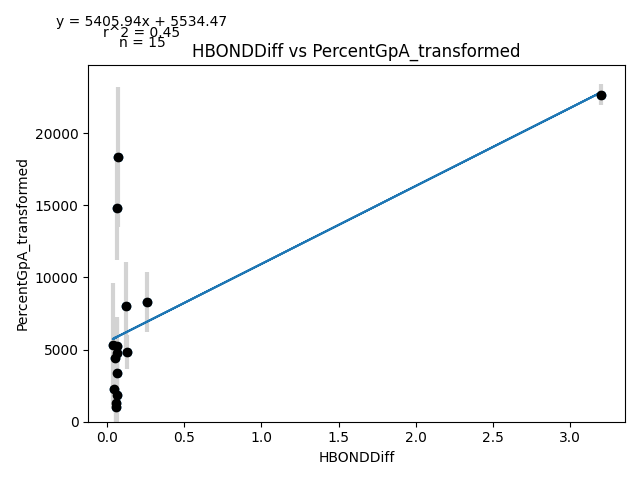 y = 5405.94x + 5534.47
r^2 = 0.45
n = 15
HBONDDiff vs PercentGpA_transformed
PercentGpA_transformed
20000
15000
10000
5000
0
0.0 0.5 1.0 1.5 2.0 2.5 3.0
HBONDDiff